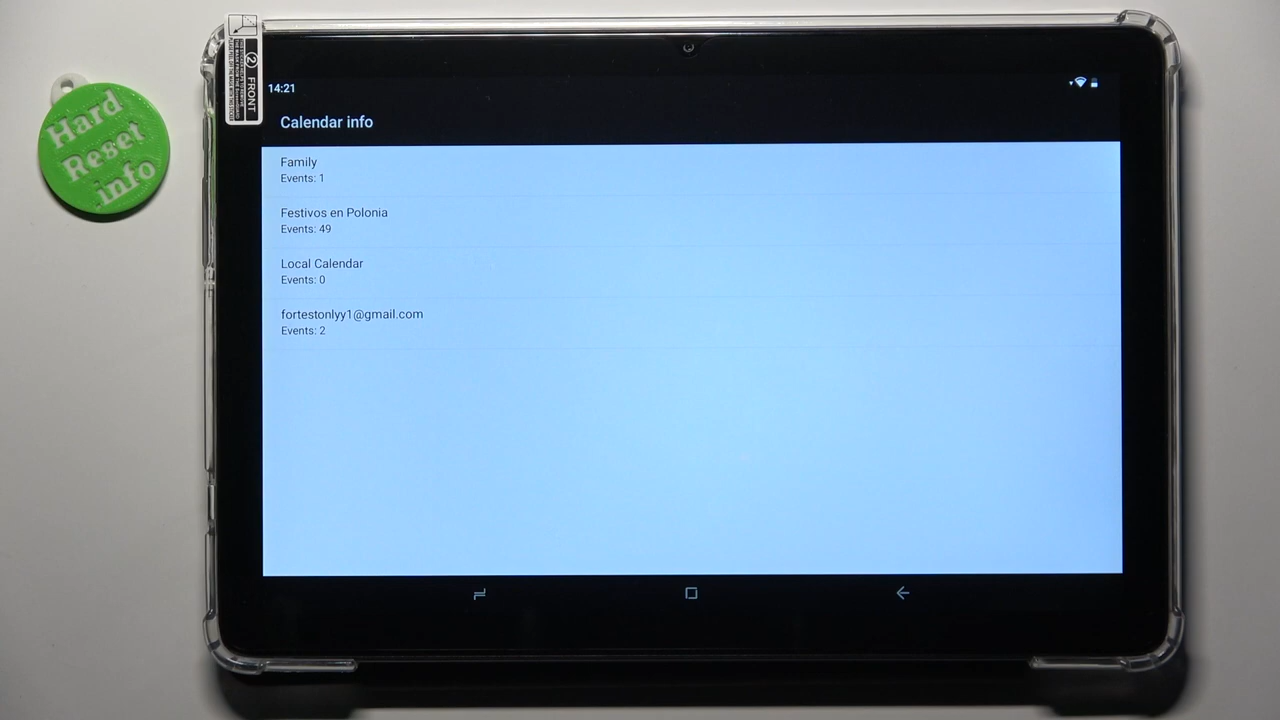 Hard
Reset
info
② FRONT
14:21
Calendar info
Family
Events: 1
Festivos en Polonia
Events: 49
Local Calendar
Events: 0
fortestonlyy1@gmail.com
Events: 2